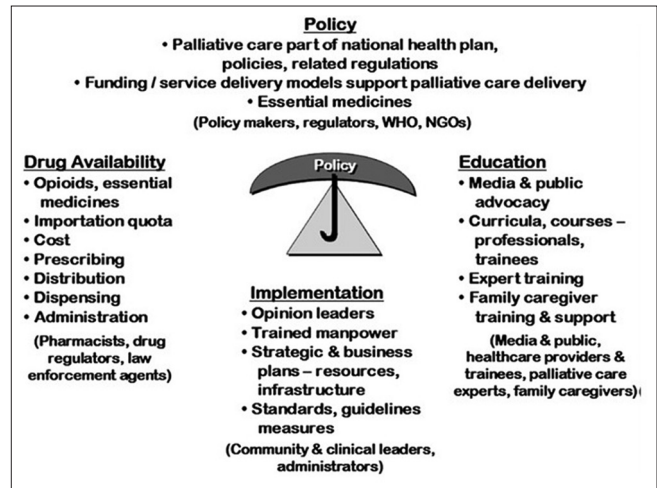 Policy
• Palliative care part of national health plan,
policies, related regulations
• Funding / service delivery models support palliative care delivery
• Essential medicines
(Policy makers, regulators, WHO, NGOs)
Drug Availability
• Opioids, essential
medicines
• Importation quota
• Cost
• Prescribing
• Distribution
• Dispensing
• Administration
(Pharmacists, drug
regulators, law
enforcement agents)
Policy
Implementation
• Opinion leaders
• Trained manpower
• Strategic & business
plans – resources,
infrastructure
• Standards, guidelines
measures
(Community & clinical leaders,
administrators)
Education
• Media & public
advocacy
• Curricula, courses –
professionals,
trainees
• Expert training
• Family caregiver
training & support
(Media & public,
healthcare providers &
trainees, palliative care
experts, family caregivers)(